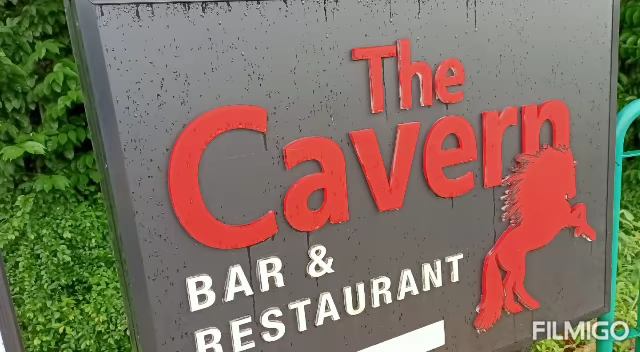 The
Cavern
BAR &
RESTAURANT
FILMIGO